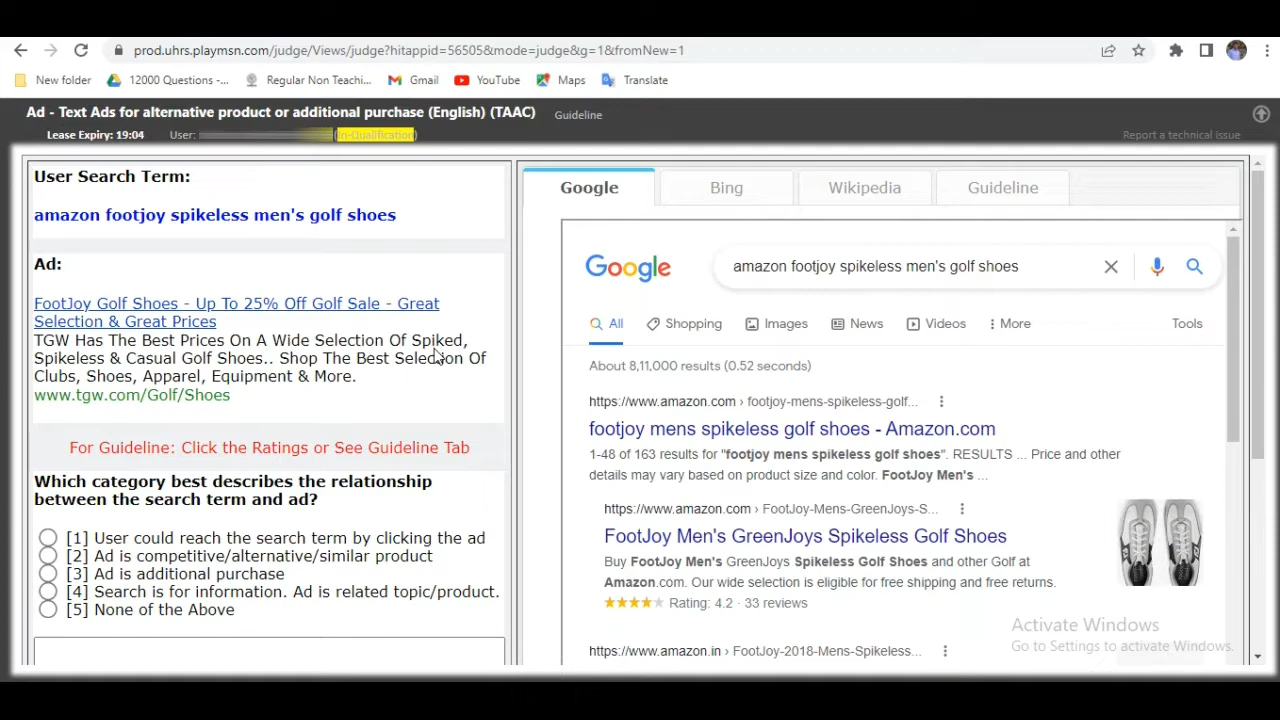 prod.uhrs.playmsn.com/judge/Views/judge?hitappid=56505&mode=judge&g=1&fromNew=1
New folder 12000 Questions -... Regular Non Teachi... Gmail YouTube Maps Translate
Ad - Text Ads for alternative product or additional purchase (English) (TAAC) Guideline
Lease Expiry: 19:04 User: (In-Qualification)
Report a technical issue
User Search Term:
amazon footjoy spikeless men's golf shoes
Ad:
FootJoy Golf Shoes - Up To 25% Off Golf Sale - Great
Selection & Great Prices
TGW Has The Best Prices On A Wide Selection Of Spiked,
Spikeless & Casual Golf Shoes.. Shop The Best Selection Of
Clubs, Shoes, Apparel, Equipment & More.
www.tgw.com/Golf/Shoes
For Guideline: Click the Ratings or See Guideline Tab
Which category best describes the relationship
between the search term and ad?
[1] User could reach the search term by clicking the ad
[2] Ad is competitive/alternative/similar product
[3] Ad is additional purchase
[4] Search is for information. Ad is related topic/product.
[5] None of the Above
Google Bing Wikipedia Guideline
Google amazon footjoy spikeless men's golf shoes
All Shopping Images News Videos More Tools
About 8,11,000 results (0.52 seconds)
https://www.amazon.com › footjoy-mens-spikeless-golf...
footjoy mens spikeless golf shoes - Amazon.com
1-48 of 163 results for "footjoy mens spikeless golf shoes". RESULTS ... Price and other
details may vary based on product size and color. FootJoy Men's ...
https://www.amazon.com › FootJoy-Mens-GreenJoys-S...
FootJoy Men's GreenJoys Spikeless Golf Shoes
Buy FootJoy Men's GreenJoys Spikeless Golf Shoes and other Golf at
Amazon.com. Our wide selection is eligible for free shipping and free returns.
Rating: 4.2 · 33 reviews
https://www.amazon.in › FootJoy-2018-Mens-Spikeless...
Activate Windows
Go to Settings to activate Windows.